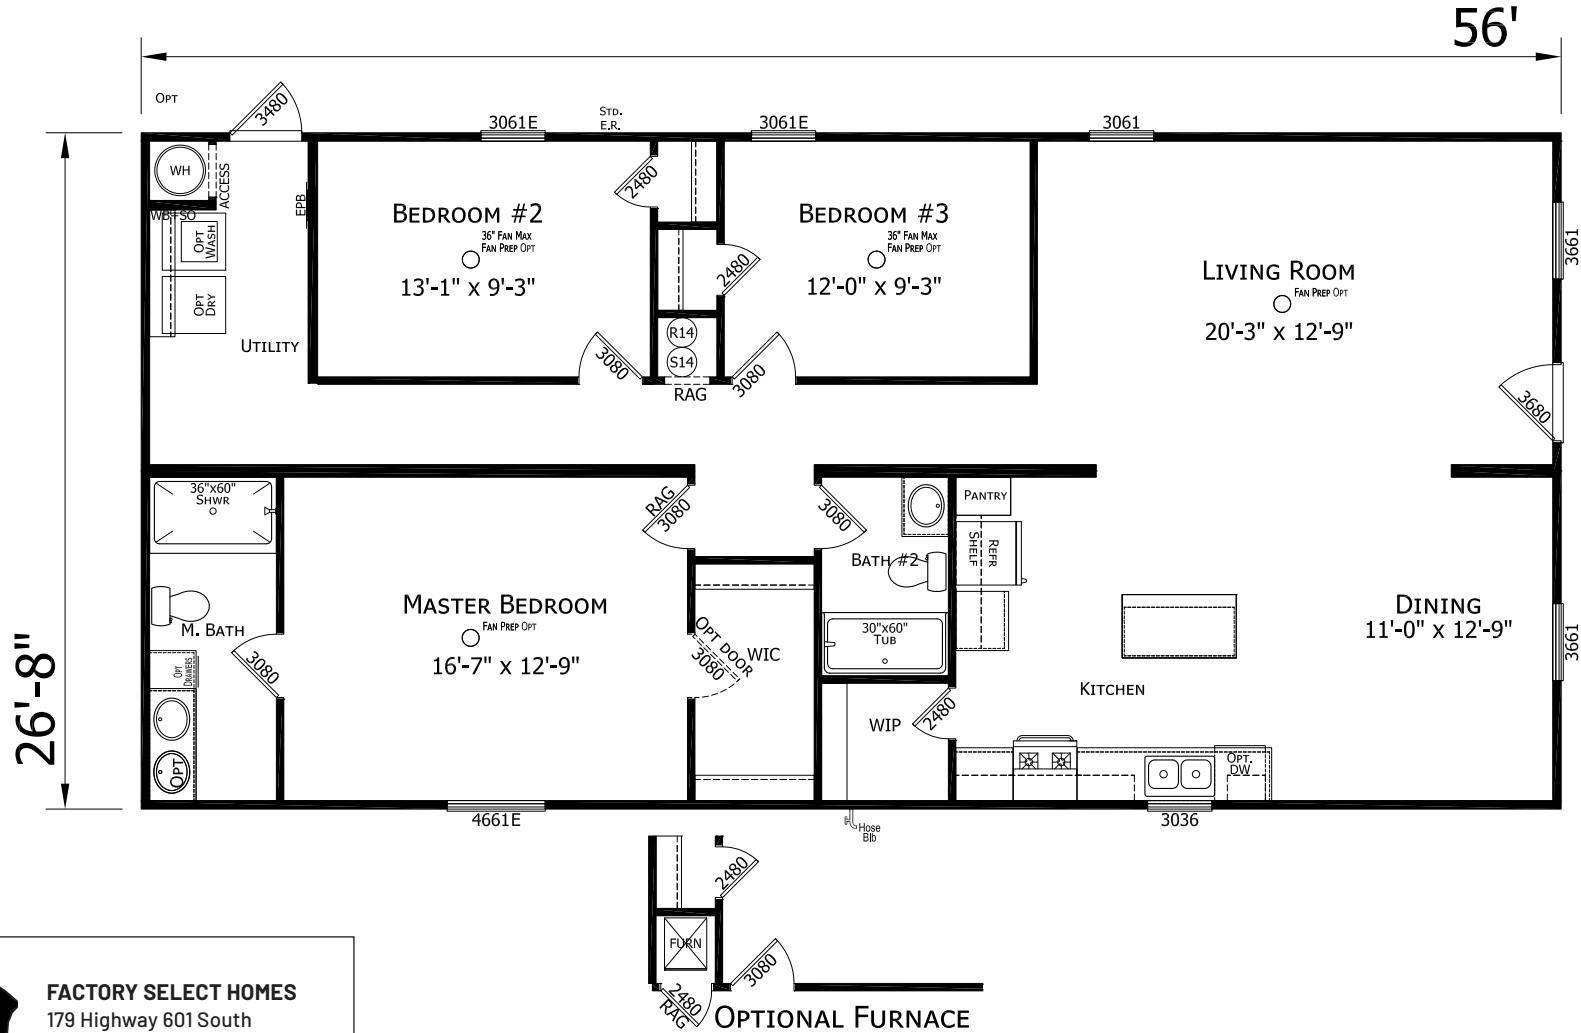 56'
OPT
3480
3061E
STD.
E.R.
3061E
3061
WH
ACCESS
EPB
WB+SO
OPT
WASH
OPT
DRY
UTILITY
BEDROOM #2
36" FAN MAX
FAN PREP OPT
13'-1" x 9'-3"
2480
2480
BEDROOM #3
36" FAN MAX
FAN PREP OPT
12'-0" x 9'-3"
LIVING ROOM
FAN PREP OPT
20'-3" x 12'-9"
3661
3080
R14
S14
RAG
3080
3680
26'-8"
36"x60"
SHWR
M. BATH
3080
OPT
DRAWERS
OPT
MASTER BEDROOM
FAN PREP OPT
16'-7" x 12'-9"
RAG
3080
OPT DOOR
3080
WIC
3080
BATH #2
30"x60"
TUB
WIP
2480
PANTRY
REFR
SHELF
KITCHEN
OPT.
DW
DINING
11'-0" x 12'-9"
3661
4661E
Hose
Bib
3036
2480
FURN
3080
2480
RAG
OPTIONAL FURNACE
FACTORY SELECT HOMES
179 Highway 601 South